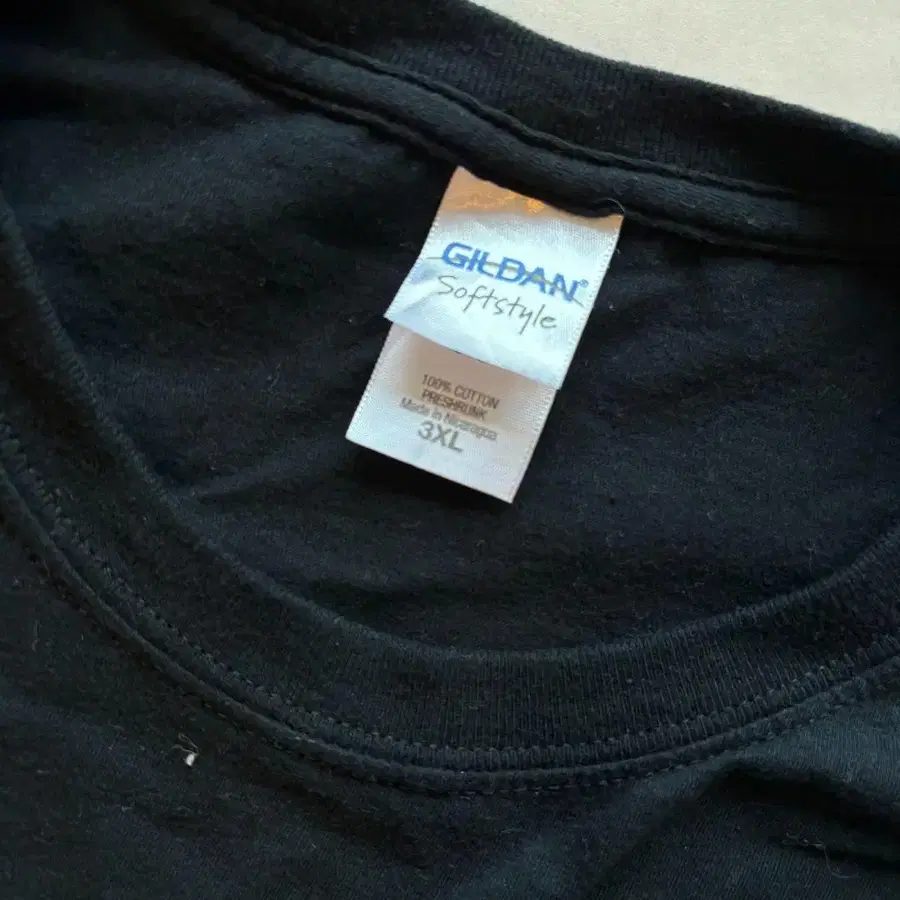 GILDAN®
Softstyle
100% COTTON
PRESHRUNK
Made in Nicaragua
3XL